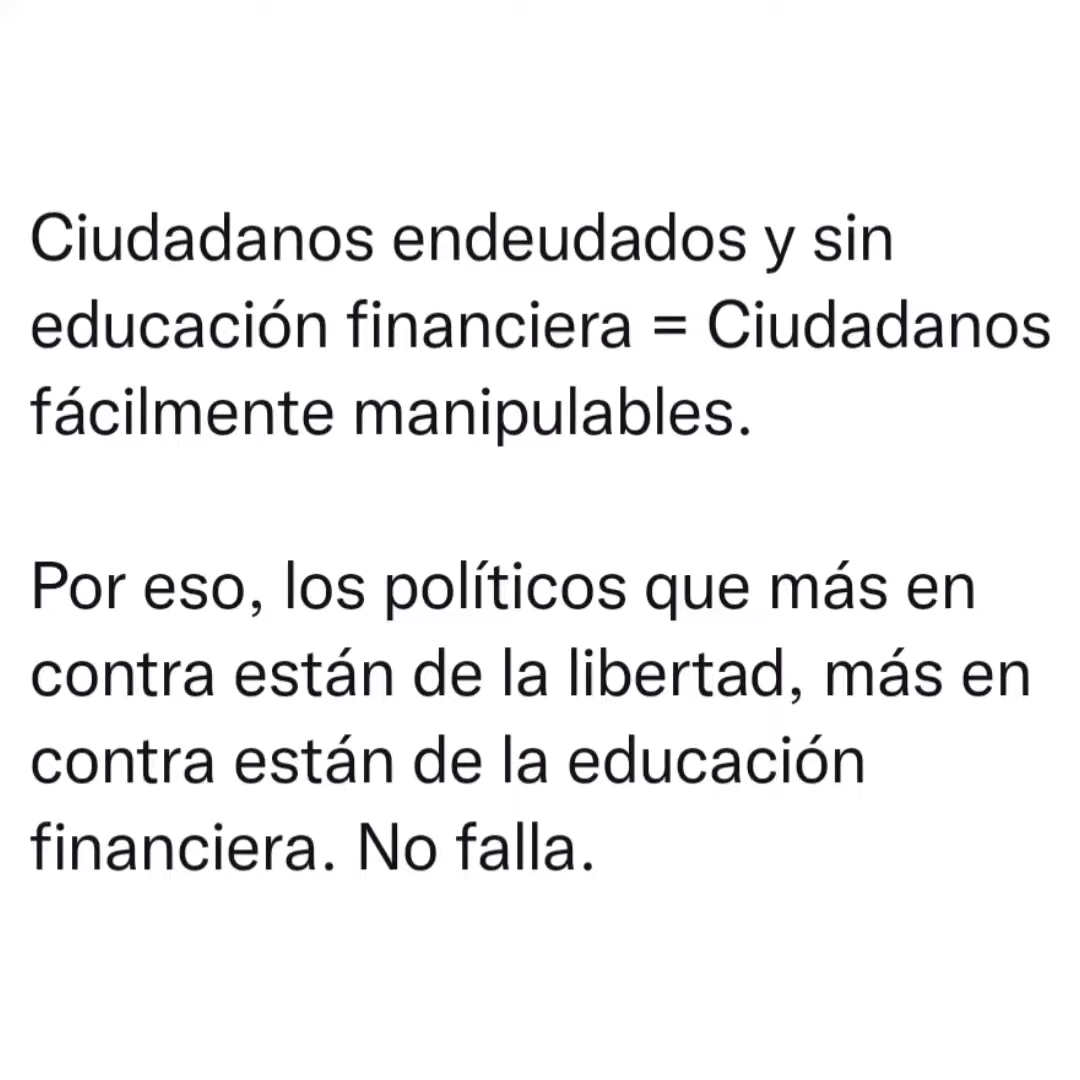 Ciudadanos endeudados y sin
educación financiera = Ciudadanos
fácilmente manipulables.
Por eso, los políticos que más en
contra están de la libertad, más en
contra están de la educación
financiera. No falla.